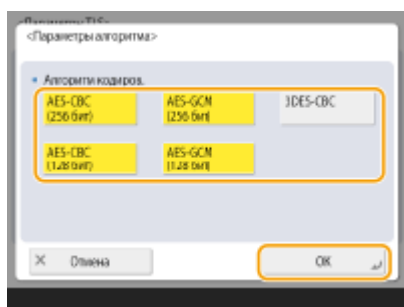 <Параметры TLS>
<Параметры алгоритма>
Алгоритм кодиров.
AES-CBC
(256 бит)
AES-GCM
(256 бит)
3DES-CBC
AES-CBC
(128 бит)
AES-GCM
(128 бит)
Отмена
OK